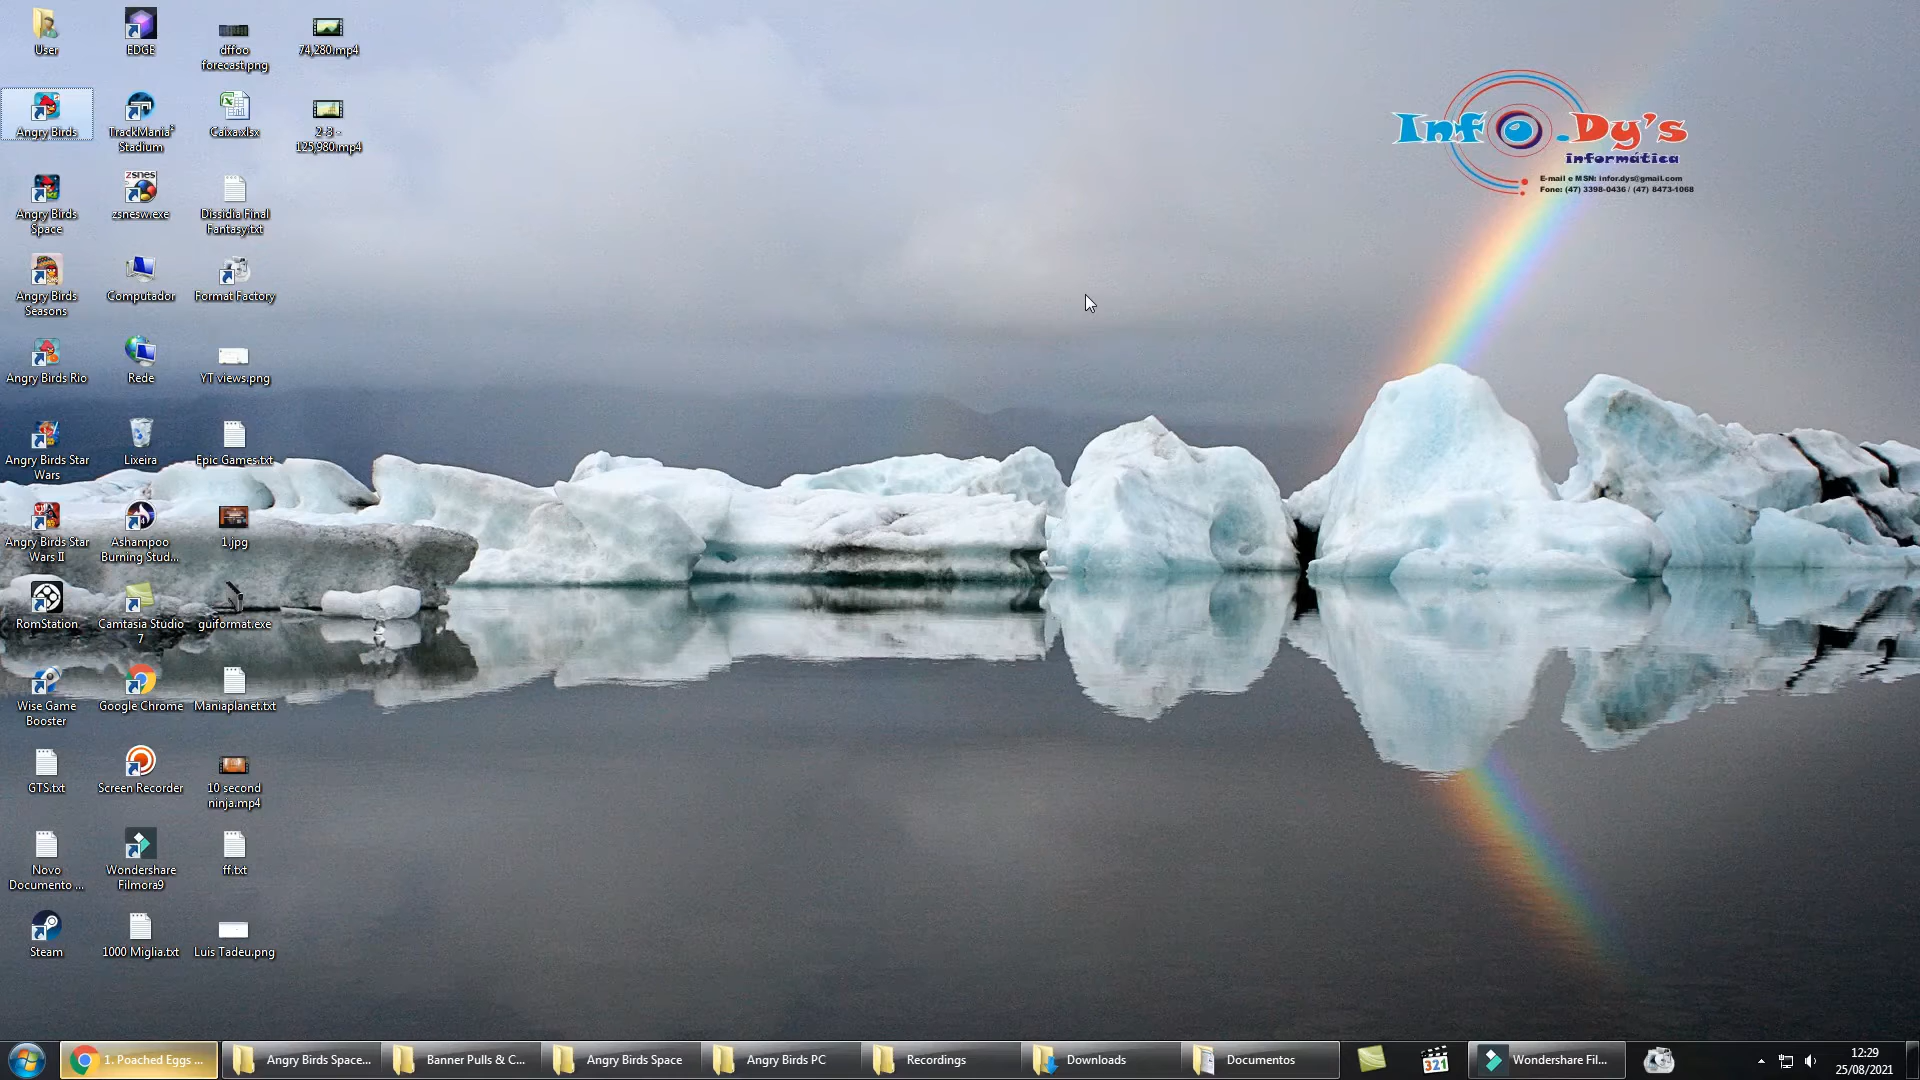 User
EDGE
dffoo
forecast.png
74,280.mp4
Angry Birds
TrackMania²
Stadium
Caixa.xlsx
2-3 -
125,980.mp4
Angry Birds
Space
zsnes
zsnesw.exe
Dissidia Final
Fantasy.txt
Angry Birds
Seasons
Computador
Format Factory
Angry Birds Rio
Rede
YT views.png
Angry Birds Star
Wars
Lixeira
Epic Games.txt
Angry Birds Star
Wars II
Ashampoo
Burning Stud...
1.jpg
RomStation
Camtasia Studio
7
guiformat.exe
Wise Game
Booster
Google Chrome
Maniaplanet.txt
GTS.txt
Screen Recorder
10 second
ninja.mp4
Novo
Documento ...
Wondershare
Filmora9
ff.txt
Steam
1000 Miglia.txt
Luis Tadeu.png
Info.Dy's
informática
E-mail e MSN: infor.dys@gmail.com
Fone: (47) 3398-0436 / (47) 8473-1068
1. Poached Eggs ...
Angry Birds Space...
Banner Pulls & C...
Angry Birds Space
Angry Birds PC
Recordings
Downloads
Documentos
321
Wondershare Fil...
12:29
25/08/2021